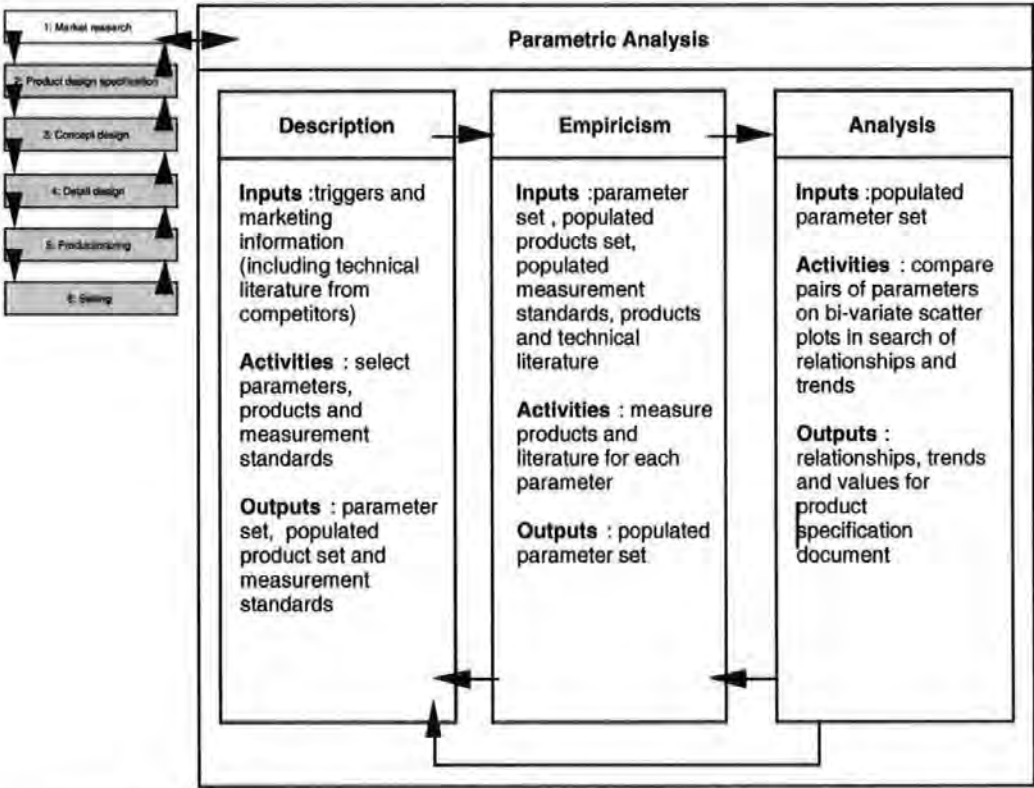 1: Market research
2: Product design specification
3: Concept design
4: Detail design
5: Productionizing
6: Selling
Parametric Analysis
Description
Inputs :triggers and
marketing
information
(including technical
literature from
competitors)
Activities : select
parameters,
products and
measurement
standards
Outputs : parameter
set, populated
product set and
measurement
standards
Empiricism
Inputs :parameter
set , populated
products set,
populated
measurement
standards, products
and technical
literature
Activities : measure
products and
literature for each
parameter
Outputs : populated
parameter set
Analysis
Inputs :populated
parameter set
Activities : compare
pairs of parameters
on bi-variate scatter
plots in search of
relationships and
trends
Outputs :
relationships, trends
and values for
product
specification
document